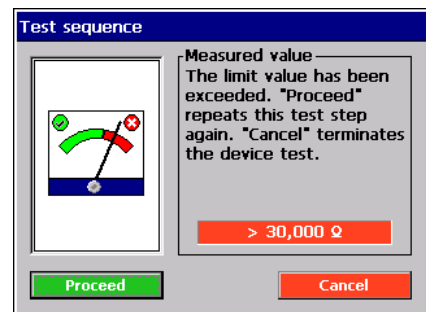 Test sequence
Measured value
The limit value has been
exceeded. "Proceed"
repeats this test step
again. "Cancel" terminates
the device test.
> 30,000 Ω
Proceed
Cancel